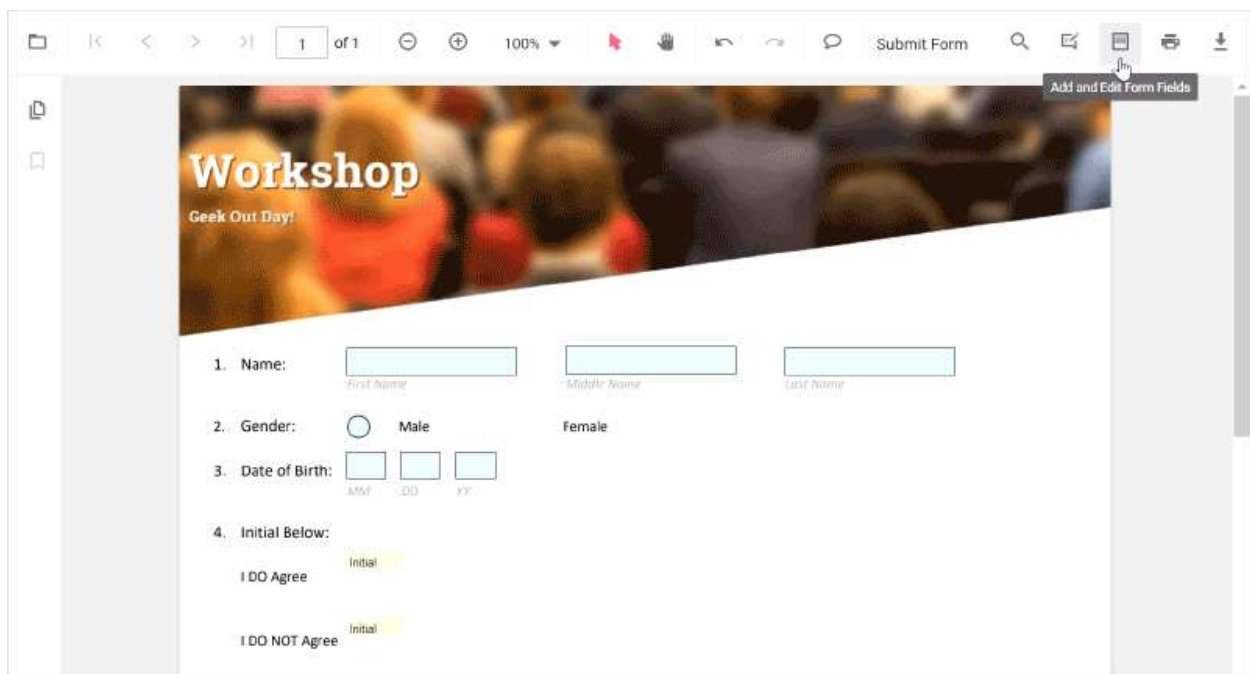 1 of 1 100% Submit Form
Add and Edit Form Fields
Workshop
Geek Out Day!
1. Name:
First Name Middle Name Last Name
2. Gender: Male Female
3. Date of Birth:
MM DD YY
4. Initial Below:
Initial
I DO Agree
Initial
I DO NOT Agree